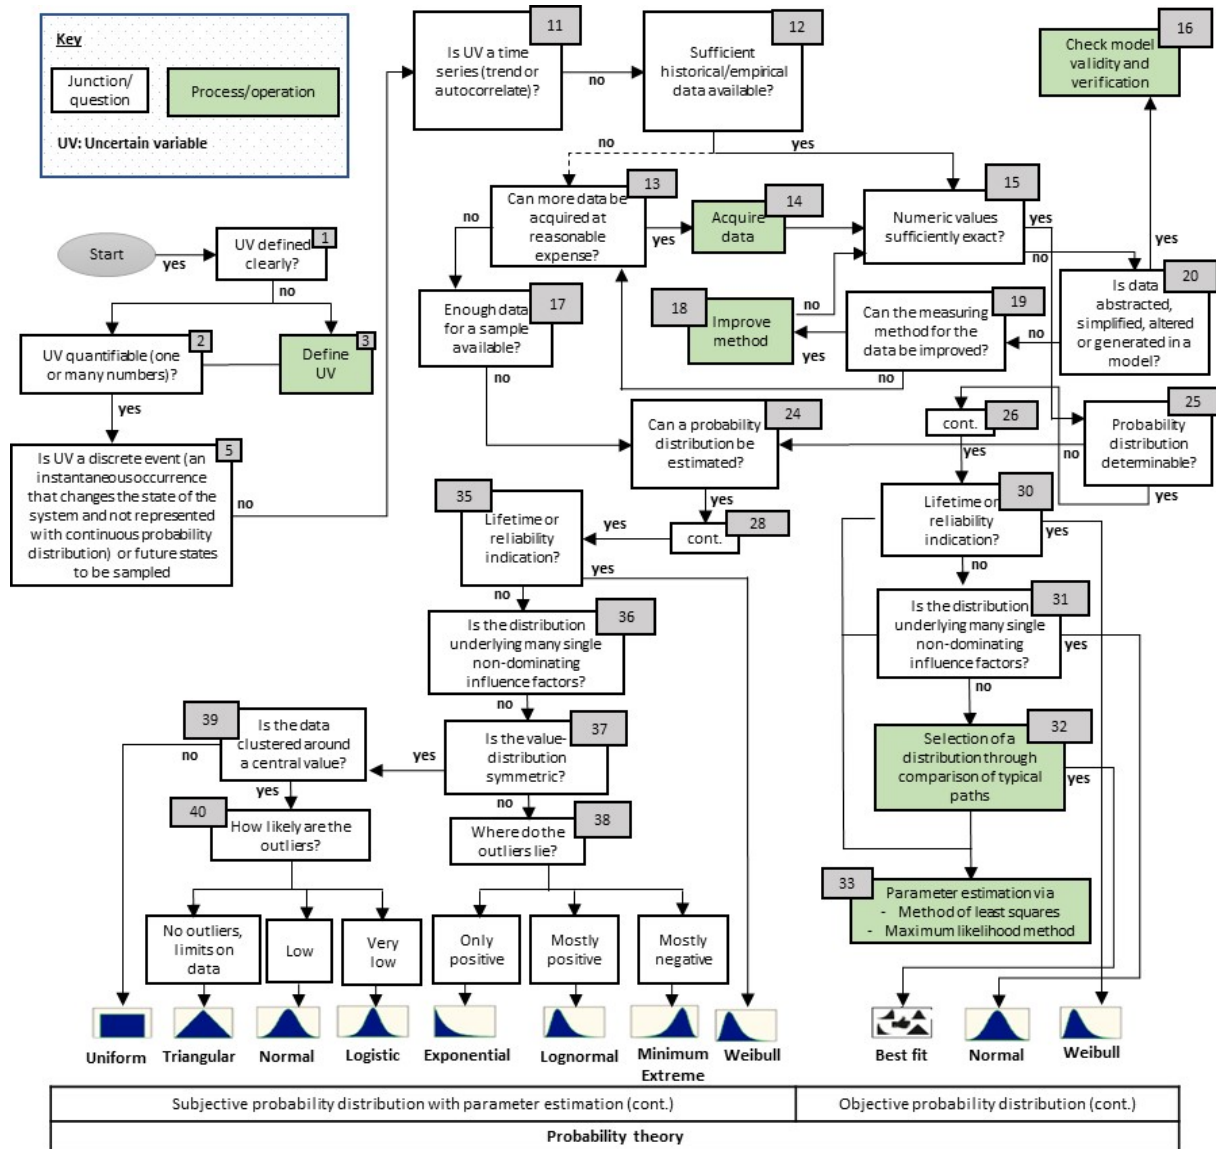 Key
Junction/
question
Process/operation
UV: Uncertain variable
11
Is UV a time
series (trend or
autocorrelate)?
no
12
Sufficient
historical/empirical
data available?
no
yes
16
Check model
validity and
verification
13
Can more data be
acquired at
reasonable
expense?
no
yes
14
Acquire
data
15
Numeric values
sufficiently exact?
yes
no
yes
Start
yes
1
UV defined
clearly?
no
2
UV quantifiable (one
or many numbers)?
yes
3
Define
UV
17
Enough data
for a sample
available?
no
18
Improve
method
no
yes
19
Can the measuring
method for the
data be improved?
no
no
20
Is data
abstracted,
simplified, altered
or generated in a
model?
5
Is UV a discrete event (an
instantaneous occurrence
that changes the state of the
system and not represented
with continuous probability
distribution) or future states
to be sampled
no
24
Can a probability
distribution be
estimated?
yes
26
cont.
yes
25
Probability
distribution
determinable?
no
yes
28
cont.
yes
35
Lifetime or
reliability
indication?
yes
no
30
Lifetime or
reliability
indication?
yes
no
36
Is the distribution
underlying many single
non-dominating
influence factors?
no
31
Is the distribution
underlying many single
non-dominating
influence factors?
yes
no
39
Is the data
clustered around
a central value?
no
yes
37
Is the value-
distribution
symmetric?
yes
no
32
Selection of a
distribution through
comparison of typical
paths
yes
40
How likely are the
outliers?
38
Where do the
outliers lie?
33
Parameter estimation via
- Method of least squares
- Maximum likelihood method
No outliers,
limits on
data
Low
Very
low
Only
positive
Mostly
positive
Mostly
negative
Uniform
Triangular
Normal
Logistic
Exponential
Lognormal
Minimum
Extreme
Weibull
Best fit
Normal
Weibull
Subjective probability distribution with parameter estimation (cont.)
Objective probability distribution (cont.)
Probability theory